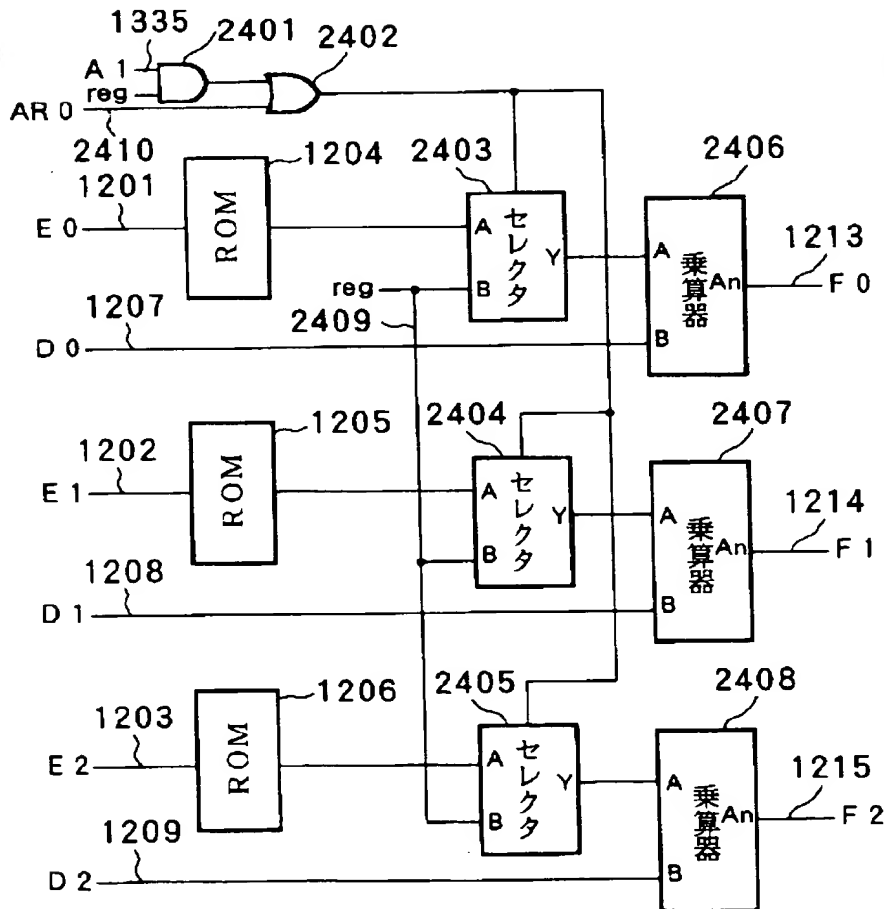 1335 2401 2402
A 1
reg
AR 0
2410 1204 2403 2406
1201
E 0 ROM A セレクタ Y A 乗算器 An 1213 F 0
reg B
1207 2409
D 0 B
1205 2404 2407
1202
E 1 ROM A セレクタ Y A 乗算器 An 1214 F 1
B
1208
D 1 B
1206 2405 2408
1203
E 2 ROM A セレクタ Y A 乗算器 An 1215 F 2
B
1209
D 2 B